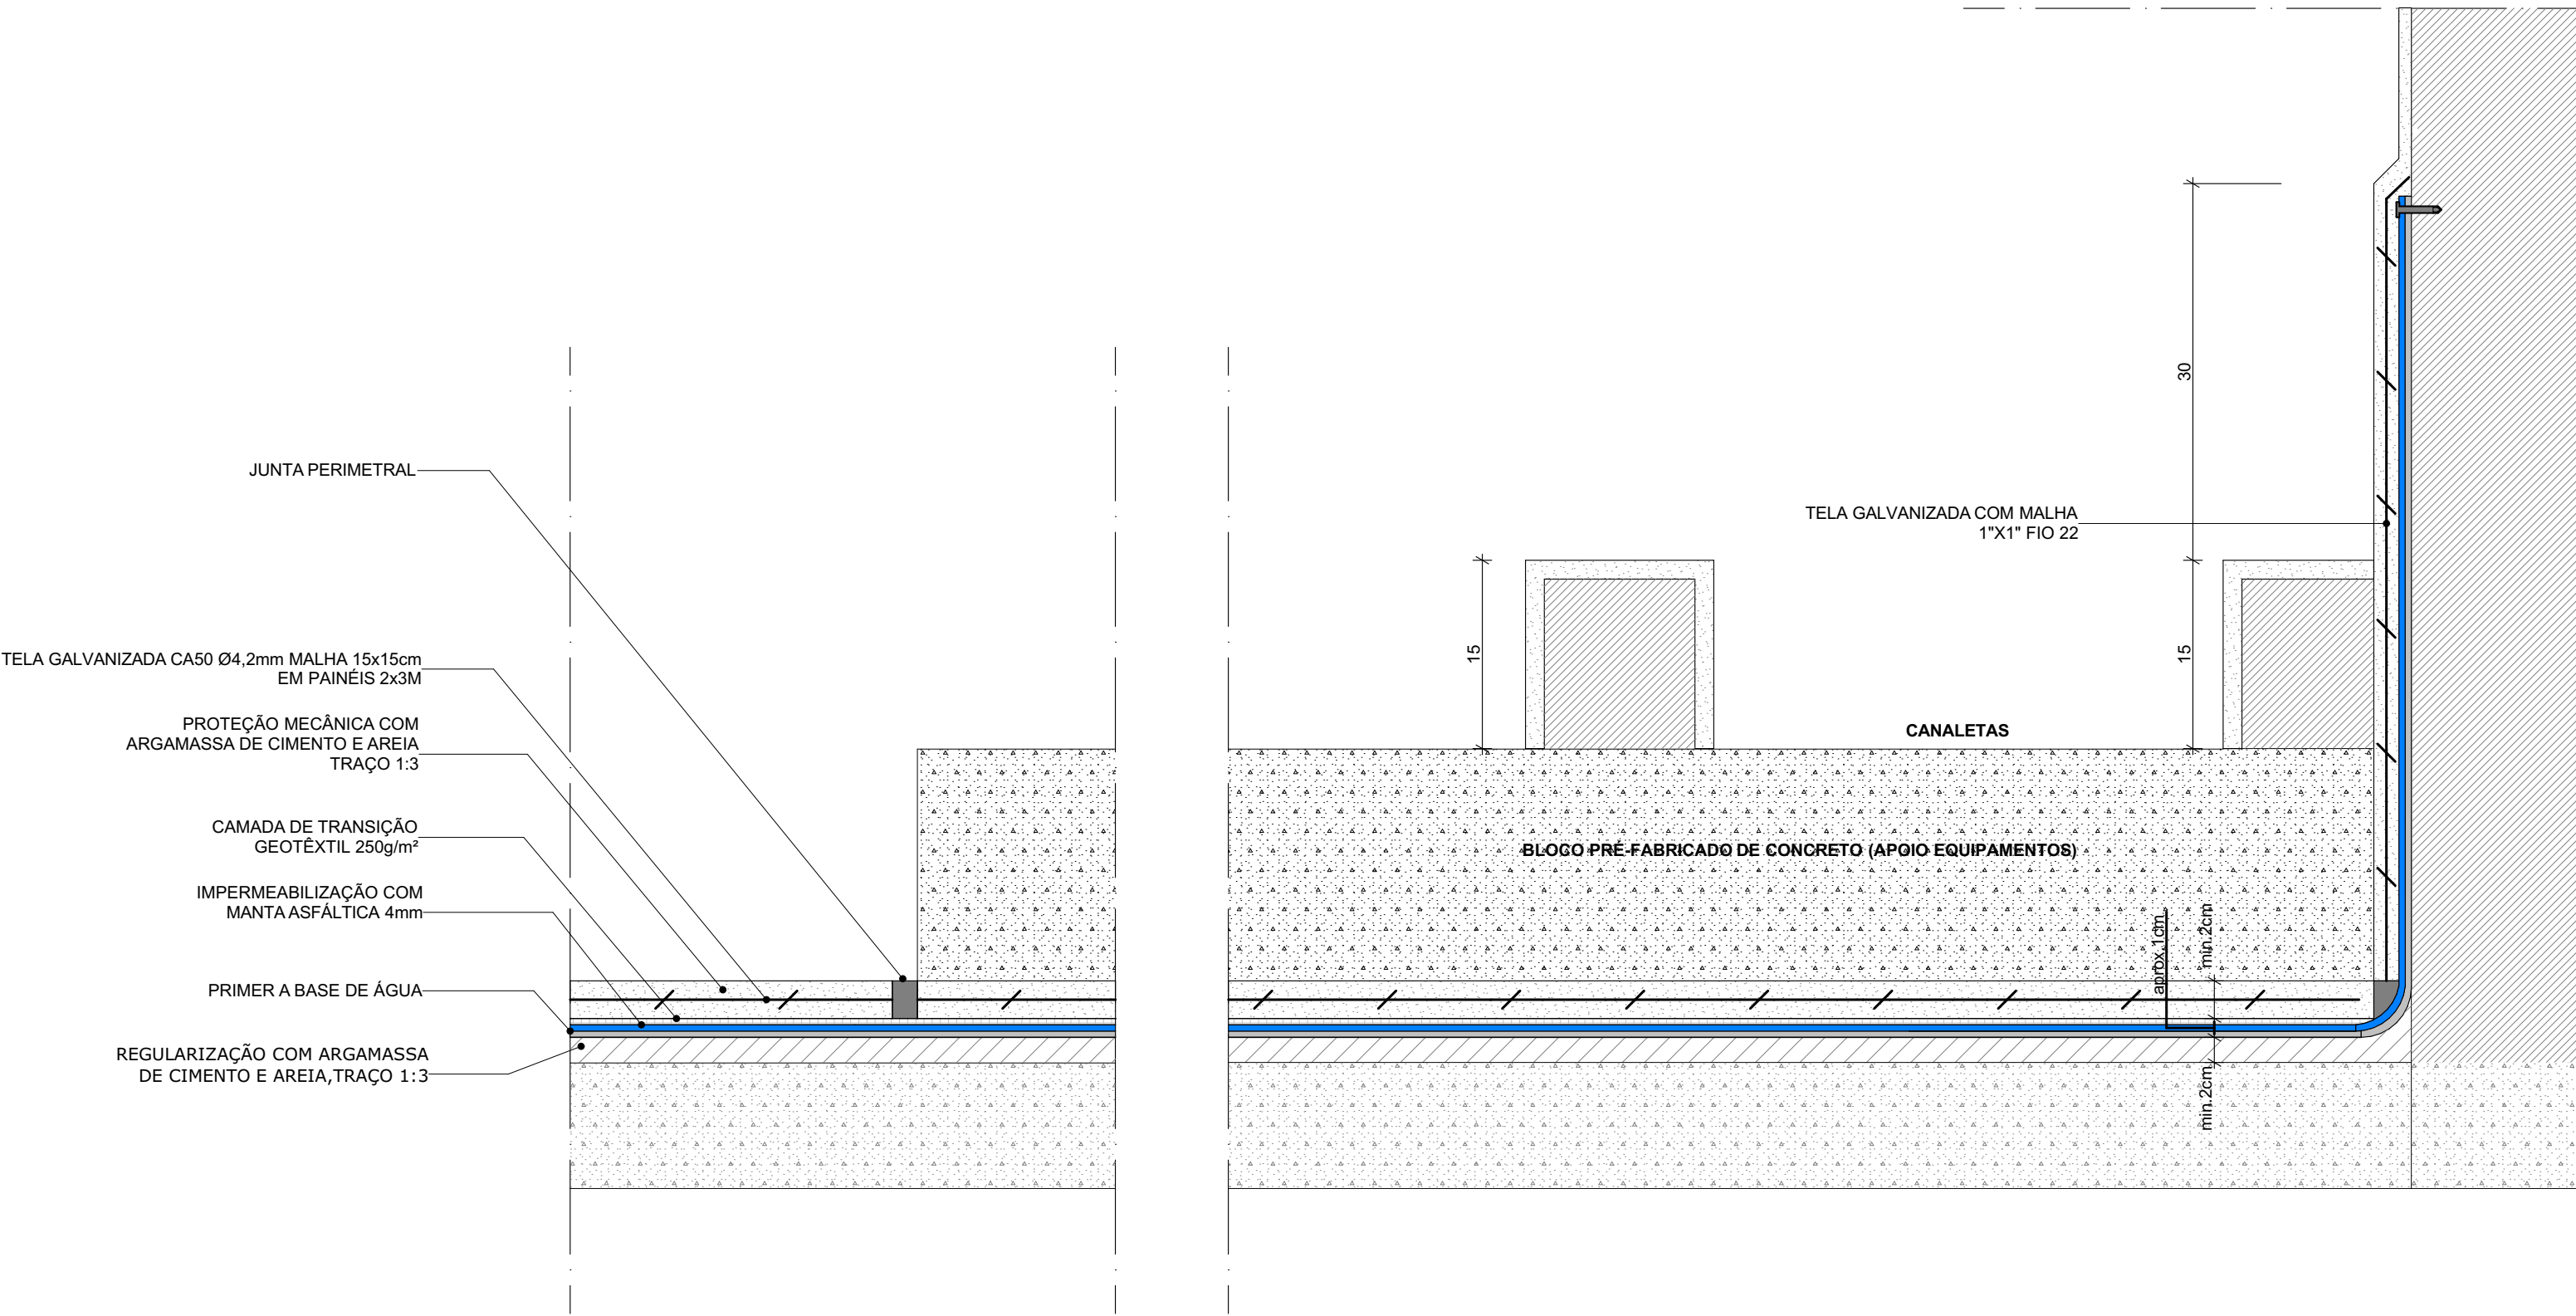 JUNTA PERIMETRAL
TELA GALVANIZADA CA50 Ø4,2mm MALHA 15x15cm
EM PAINÉIS 2x3M
PROTEÇÃO MECÂNICA COM
ARGAMASSA DE CIMENTO E AREIA
TRAÇO 1:3
CAMADA DE TRANSIÇÃO
GEOTÊXTIL 250g/m²
IMPERMEABILIZAÇÃO COM
MANTA ASFÁLTICA 4mm
PRIMER A BASE DE ÁGUA
REGULARIZAÇÃO COM ARGAMASSA
DE CIMENTO E AREIA,TRAÇO 1:3
30
TELA GALVANIZADA COM MALHA
1"X1" FIO 22
15
15
CANALETAS
BLOCO PRÉ-FABRICADO DE CONCRETO (APOIO EQUIPAMENTOS)
aprox.1cm
min.2cm
min.2cm